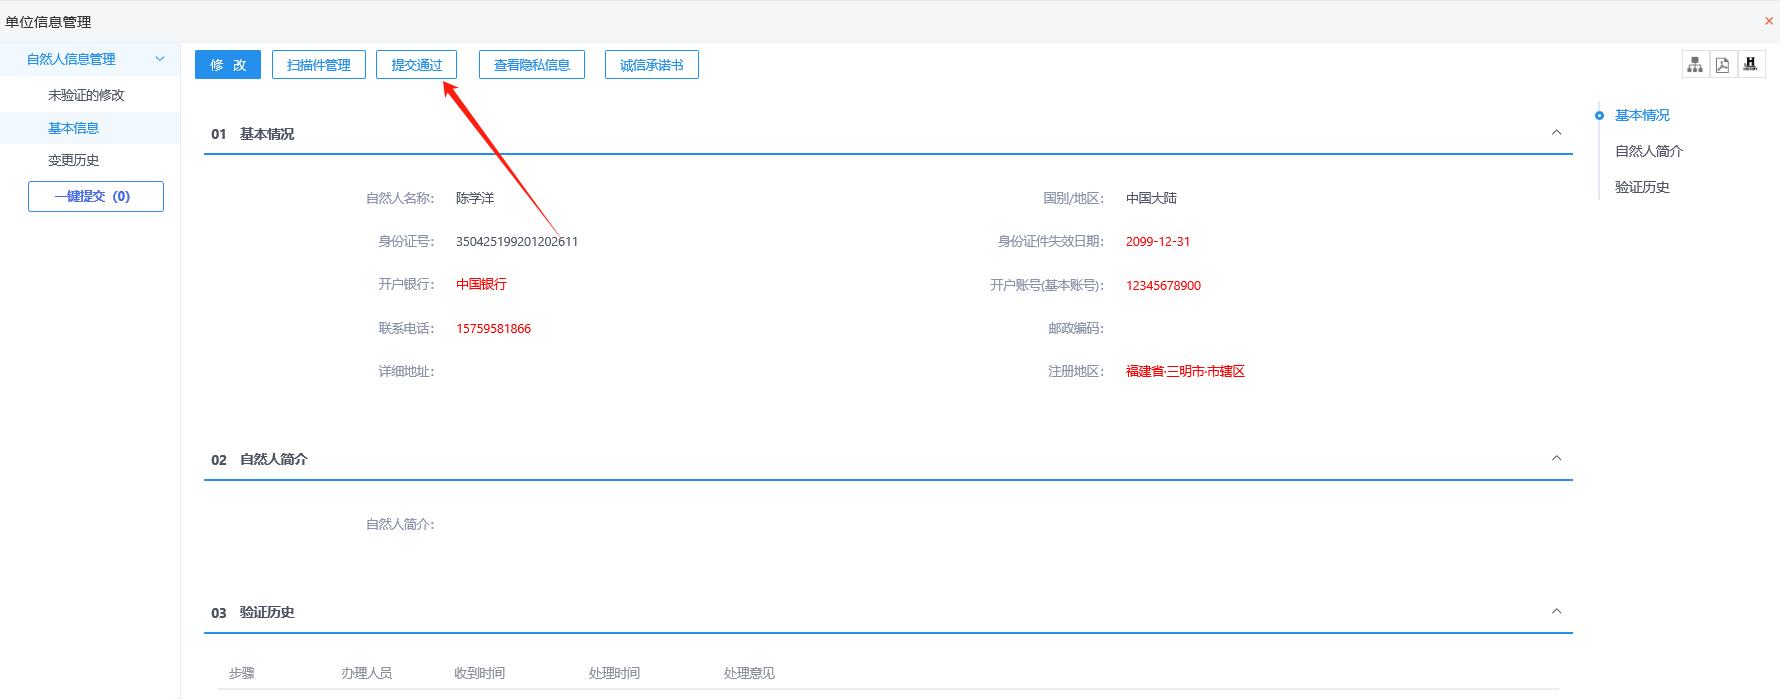 单位信息管理
自然人信息管理
未验证的修改
基本信息
变更历史
一键提交 (0)
修 改 扫描件管理 提交通过 查看隐私信息 诚信承诺书
基本情况
自然人简介
验证历史
01 基本情况
自然人名称： 陈学洋 国别/地区： 中国大陆
身份证号： 350425199201202611 身份证件失效日期： 2099-12-31
开户银行： 中国银行 开户账号(基本账号)： 12345678900
联系电话： 15759581866 邮政编码：
详细地址： 注册地区： 福建省·三明市·市辖区
02 自然人简介
自然人简介：
03 验证历史
步骤 办理人员 收到时间 处理时间 处理意见